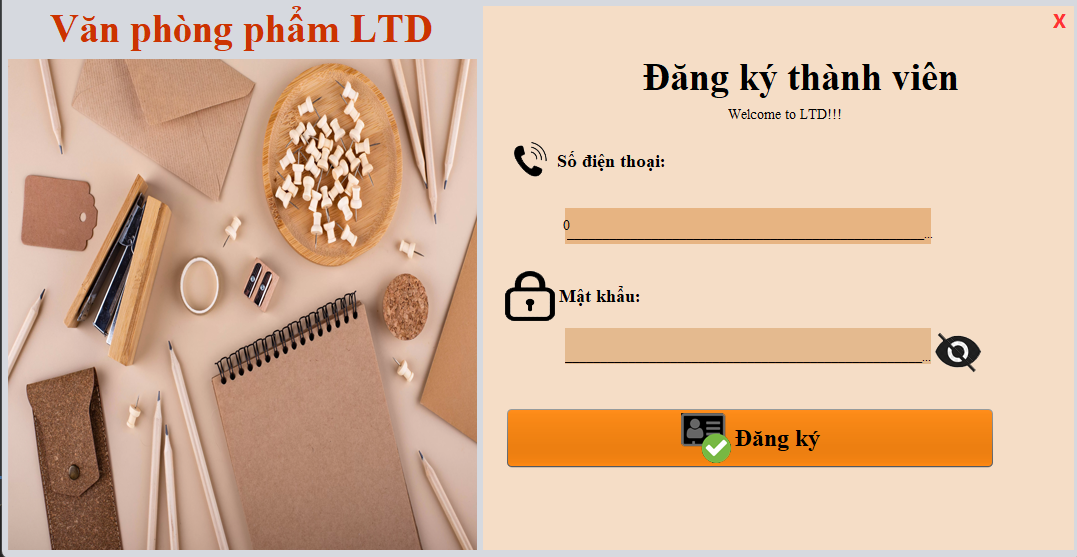 Văn phòng phẩm LTD
X
Đăng ký thành viên
Welcome to LTD!!!
Số điện thoại:
0
Mật khẩu:
Đăng ký